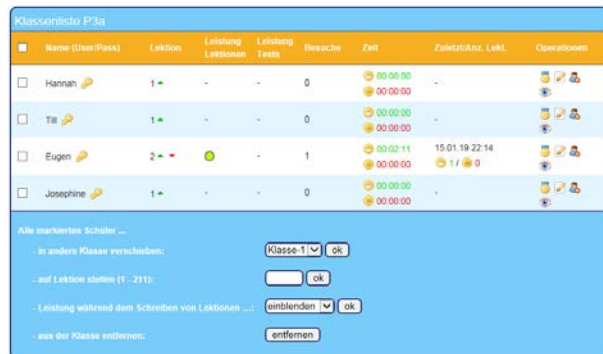 Klassenliste P3a
Name (User/Pass) Lektion Leistung Lektionen Leistung Tests Besuche Zeit Zuletzt/Anz. Lekt. Operationen
Hannah 1 - - 0 00:00:00 -
00:00:00
Till 1 - - 0 00:00:00 -
00:00:00
Eugen 2 - 1 00:02:11 15.01.19 22:14
00:00:00 1 / 0
Josephine 1 - - 0 00:00:00 -
00:00:00
Alle markierten Schüler ...
- in andere Klasse verschieben: Klasse-1 ok
- auf Lektion stellen (1 - 211): ok
- Leistung während dem Schreiben von Lektionen ...: einblenden ok
- aus der Klasse entfernen: entfernen